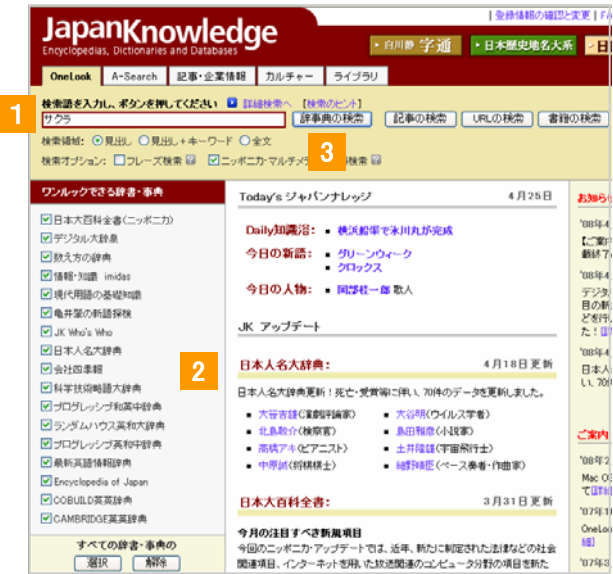 登録情報の確認と変更
JapanKnowledge
Encyclopedias, Dictionaries and Databases
白川静 字通
日本歴史地名大系
OneLook
A-Search
記事・企業情報
カルチャー
ライブラリ
1
検索語を入力し、ボタンを押してください
詳細検索へ
[検索のヒント]
サクラ
辞事典の検索
記事の検索
URLの検索
書籍の検索
検索領域: 見出し 見出し+キーワード 全文
3
検索オプション: フレーズ検索 ニッポニカ・マルチメ
ワンルックできる辞書・事典
日本大百科全書(ニッポニカ)
デジタル大辞泉
数え方の辞典
情報・知識 imidas
現代用語の基礎知識
亀井肇の新語探検
JK Who's Who
日本人名大辞典
会社四季報
科学技術略語大辞典
プログレッシブ和英中辞典
ランダムハウス英和大辞典
プログレッシブ英和中辞典
最新英語情報辞典
Encyclopedia of Japan
COBUILD英英辞典
CAMBRIDGE英英辞典
すべての辞書・事典の
選択
解除
2
Today's ジャパンナレッジ
4月25日
Daily知識浴: 横浜船渠で氷川丸が完成
今日の新語: グリーンウィーク
クロックス
今日の人物: 岡部桂一郎 歌人
JK アップデート
日本人名大辞典:
4月18日更新
日本人名大辞典更新!死亡・受賞等に伴い、70件のデータを更新しました。
大笹吉雄(演劇評論家)
大谷明(ウイルス学者)
北島敬介(検察官)
島田雅彦(小説家)
高橋アキ(ピアニスト)
土井隆雄(宇宙飛行士)
中原誠(将棋棋士)
細野晴臣(ベース奏者・作曲家)
日本大百科全書:
3月31日更新
今月の注目すべき新規項目
今回のニッポニカ・アップデートでは、近年、新たに制定された法律などの社会
関連項目、インターネットを用いた放送関連のコンピュータ分野の項目を新た
お知ら
'08年4
'08年4
デジタ
目の新
'08年4
日本人
い、70
ご案内
'08年2
Mac O
'07年1
OneLo
'07年3